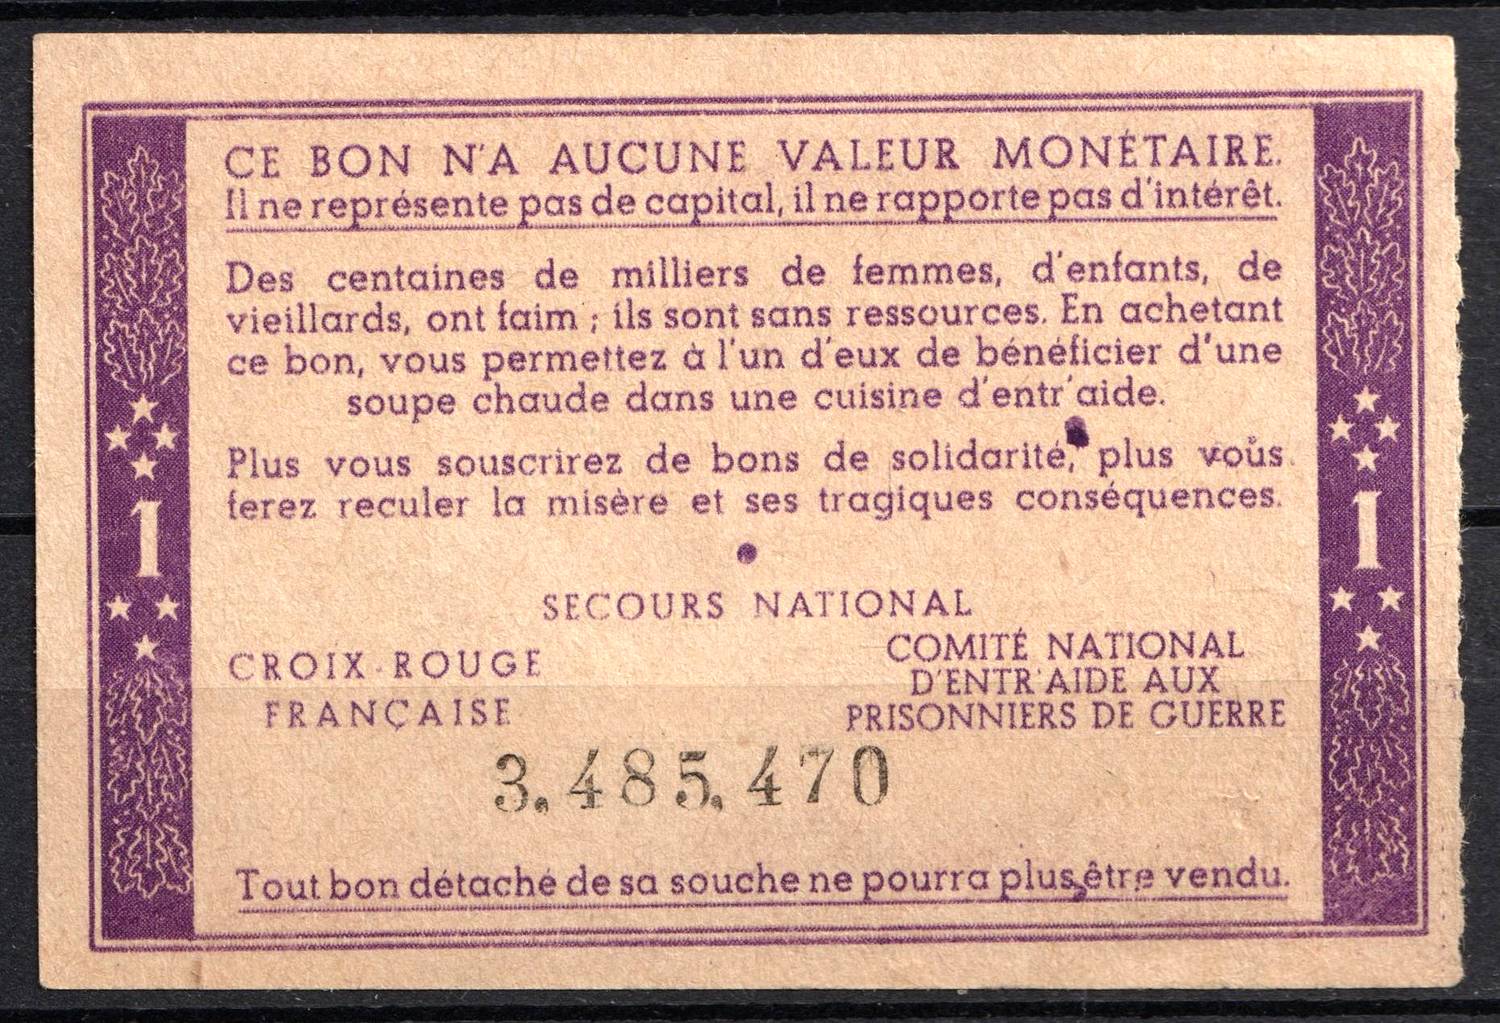 CE BON N'A AUCUNE VALEUR MONÉTAIRE.
Il ne représente pas de capital, il ne rapporte pas d'intérêt.
Des centaines de milliers de femmes, d'enfants, de
vieillards, ont faim ; ils sont sans ressources. En achetant
ce bon, vous permettez à l'un d'eux de bénéficier d'une
soupe chaude dans une cuisine d'entr'aide.
Plus vous souscrirez de bons de solidarité, plus vous
ferez reculer la misère et ses tragiques conséquences.
1
1
SECOURS NATIONAL
CROIX-ROUGE
FRANÇAISE
COMITÉ NATIONAL
D'ENTR'AIDE AUX
PRISONNIERS DE GUERRE
3.485.470
Tout bon détaché de sa souche ne pourra plus être vendu.